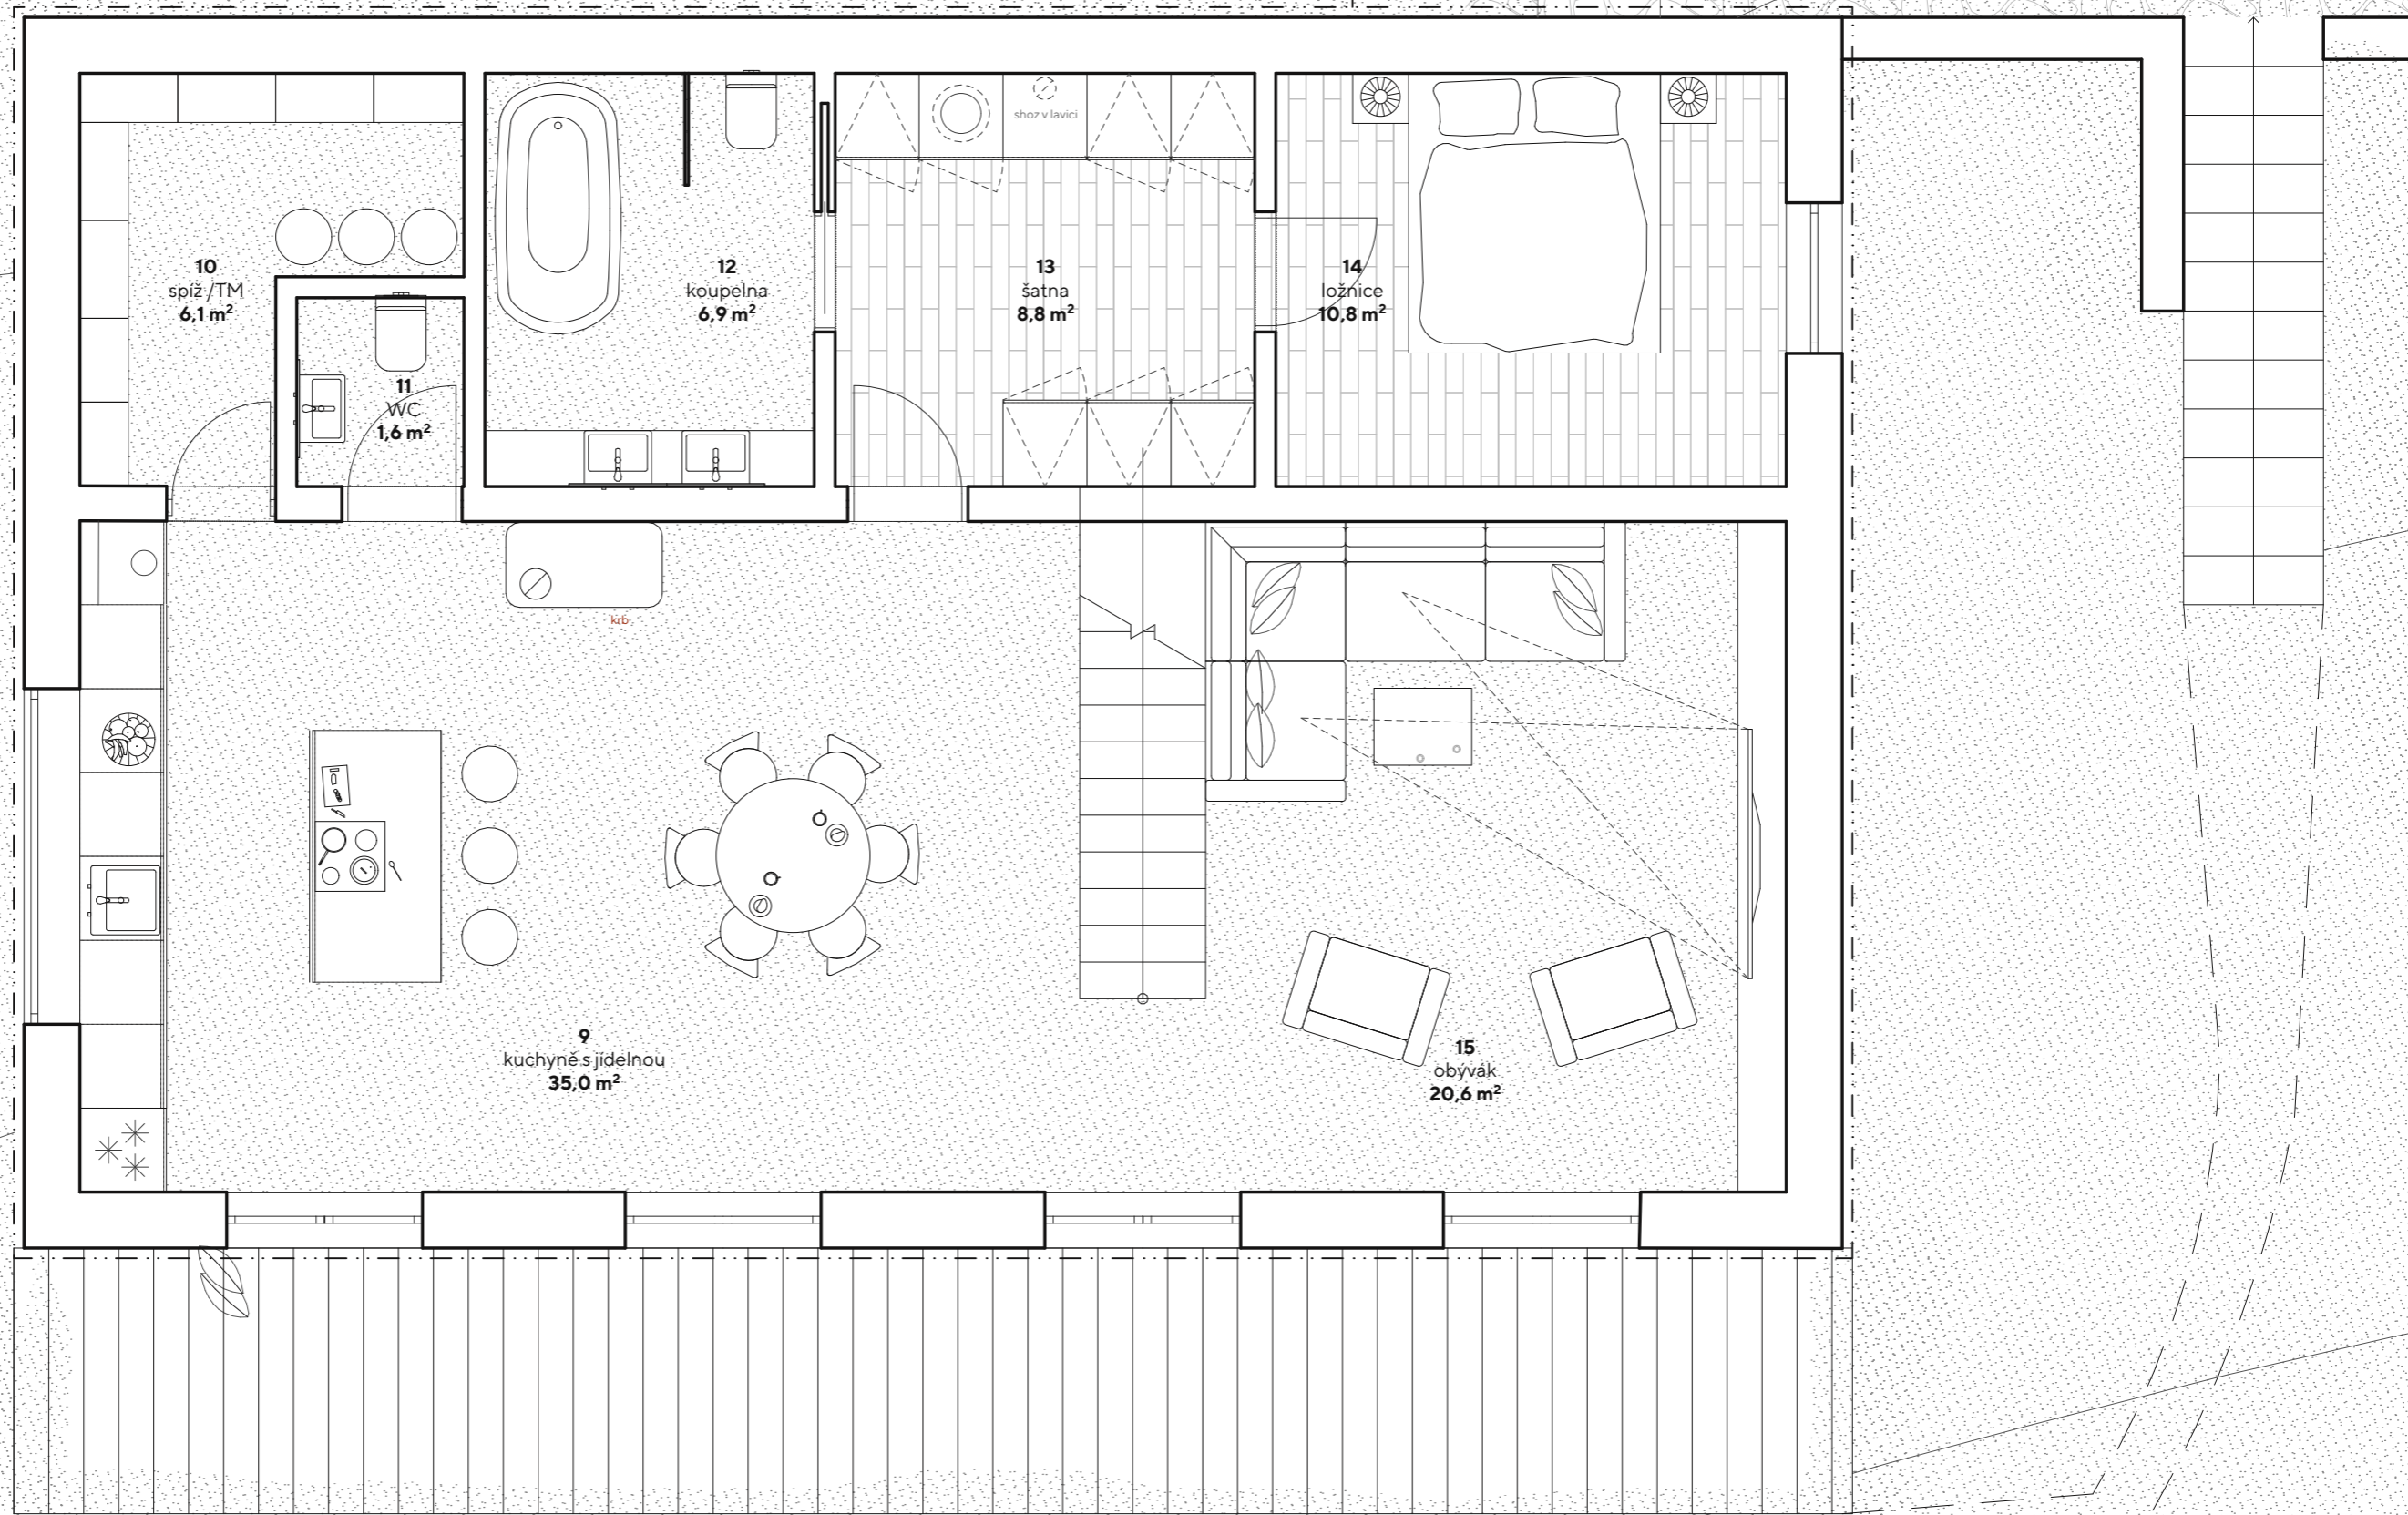 shoz v lavici
10
spíž /TM
6,1 m²
11
WC
1,6 m²
12
koupelna
6,9 m²
13
šatna
8,8 m²
14
ložnice
10,8 m²
krb
9
kuchyně s jídelnou
35,0 m²
15
obývák
20,6 m²